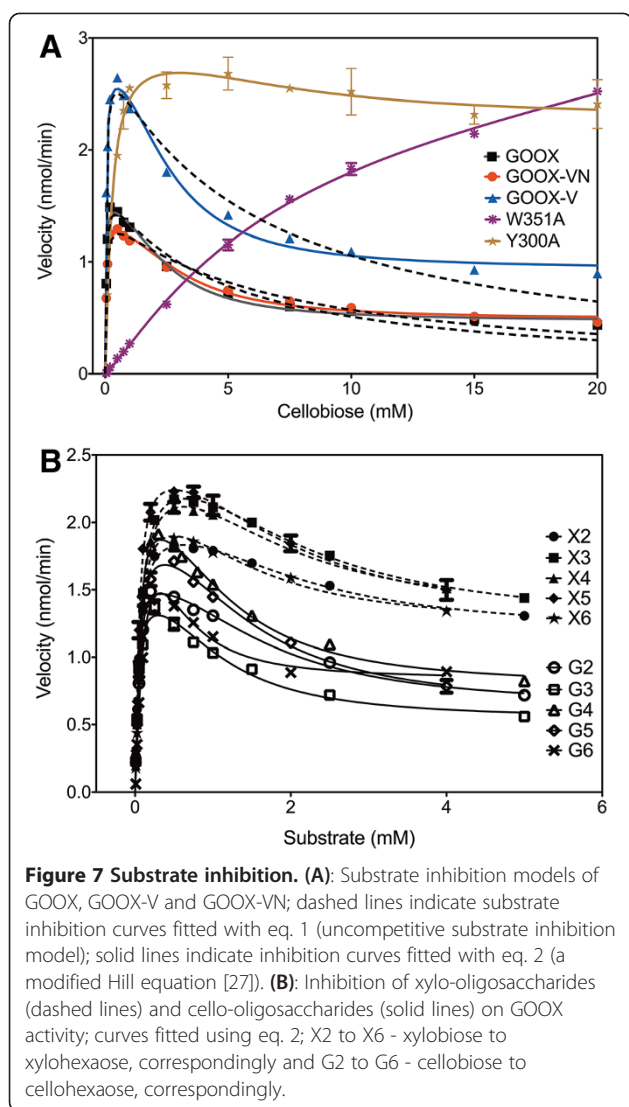 A
3
2
1
0
Velocity (nmol/min)
GOOX
GOOX-VN
GOOX-V
W351A
Y300A
0
5
10
15
20
Cellobiose (mM)
B
2.5
2.0
1.5
1.0
0.5
0.0
Velocity (nmol/min)
X2
X3
X4
X5
X6
G2
G3
G4
G5
G6
0
2
4
6
Substrate (mM)
Figure 7 Substrate inhibition. (A): Substrate inhibition models of
GOOX, GOOX-V and GOOX-VN; dashed lines indicate substrate
inhibition curves fitted with eq. 1 (uncompetitive substrate inhibition
model); solid lines indicate inhibition curves fitted with eq. 2 (a
modified Hill equation [27]). (B): Inhibition of xylo-oligosaccharides
(dashed lines) and cello-oligosaccharides (solid lines) on GOOX
activity; curves fitted using eq. 2; X2 to X6 - xylobiose to
xylohexaose, correspondingly and G2 to G6 - cellobiose to
cellohexaose, correspondingly.